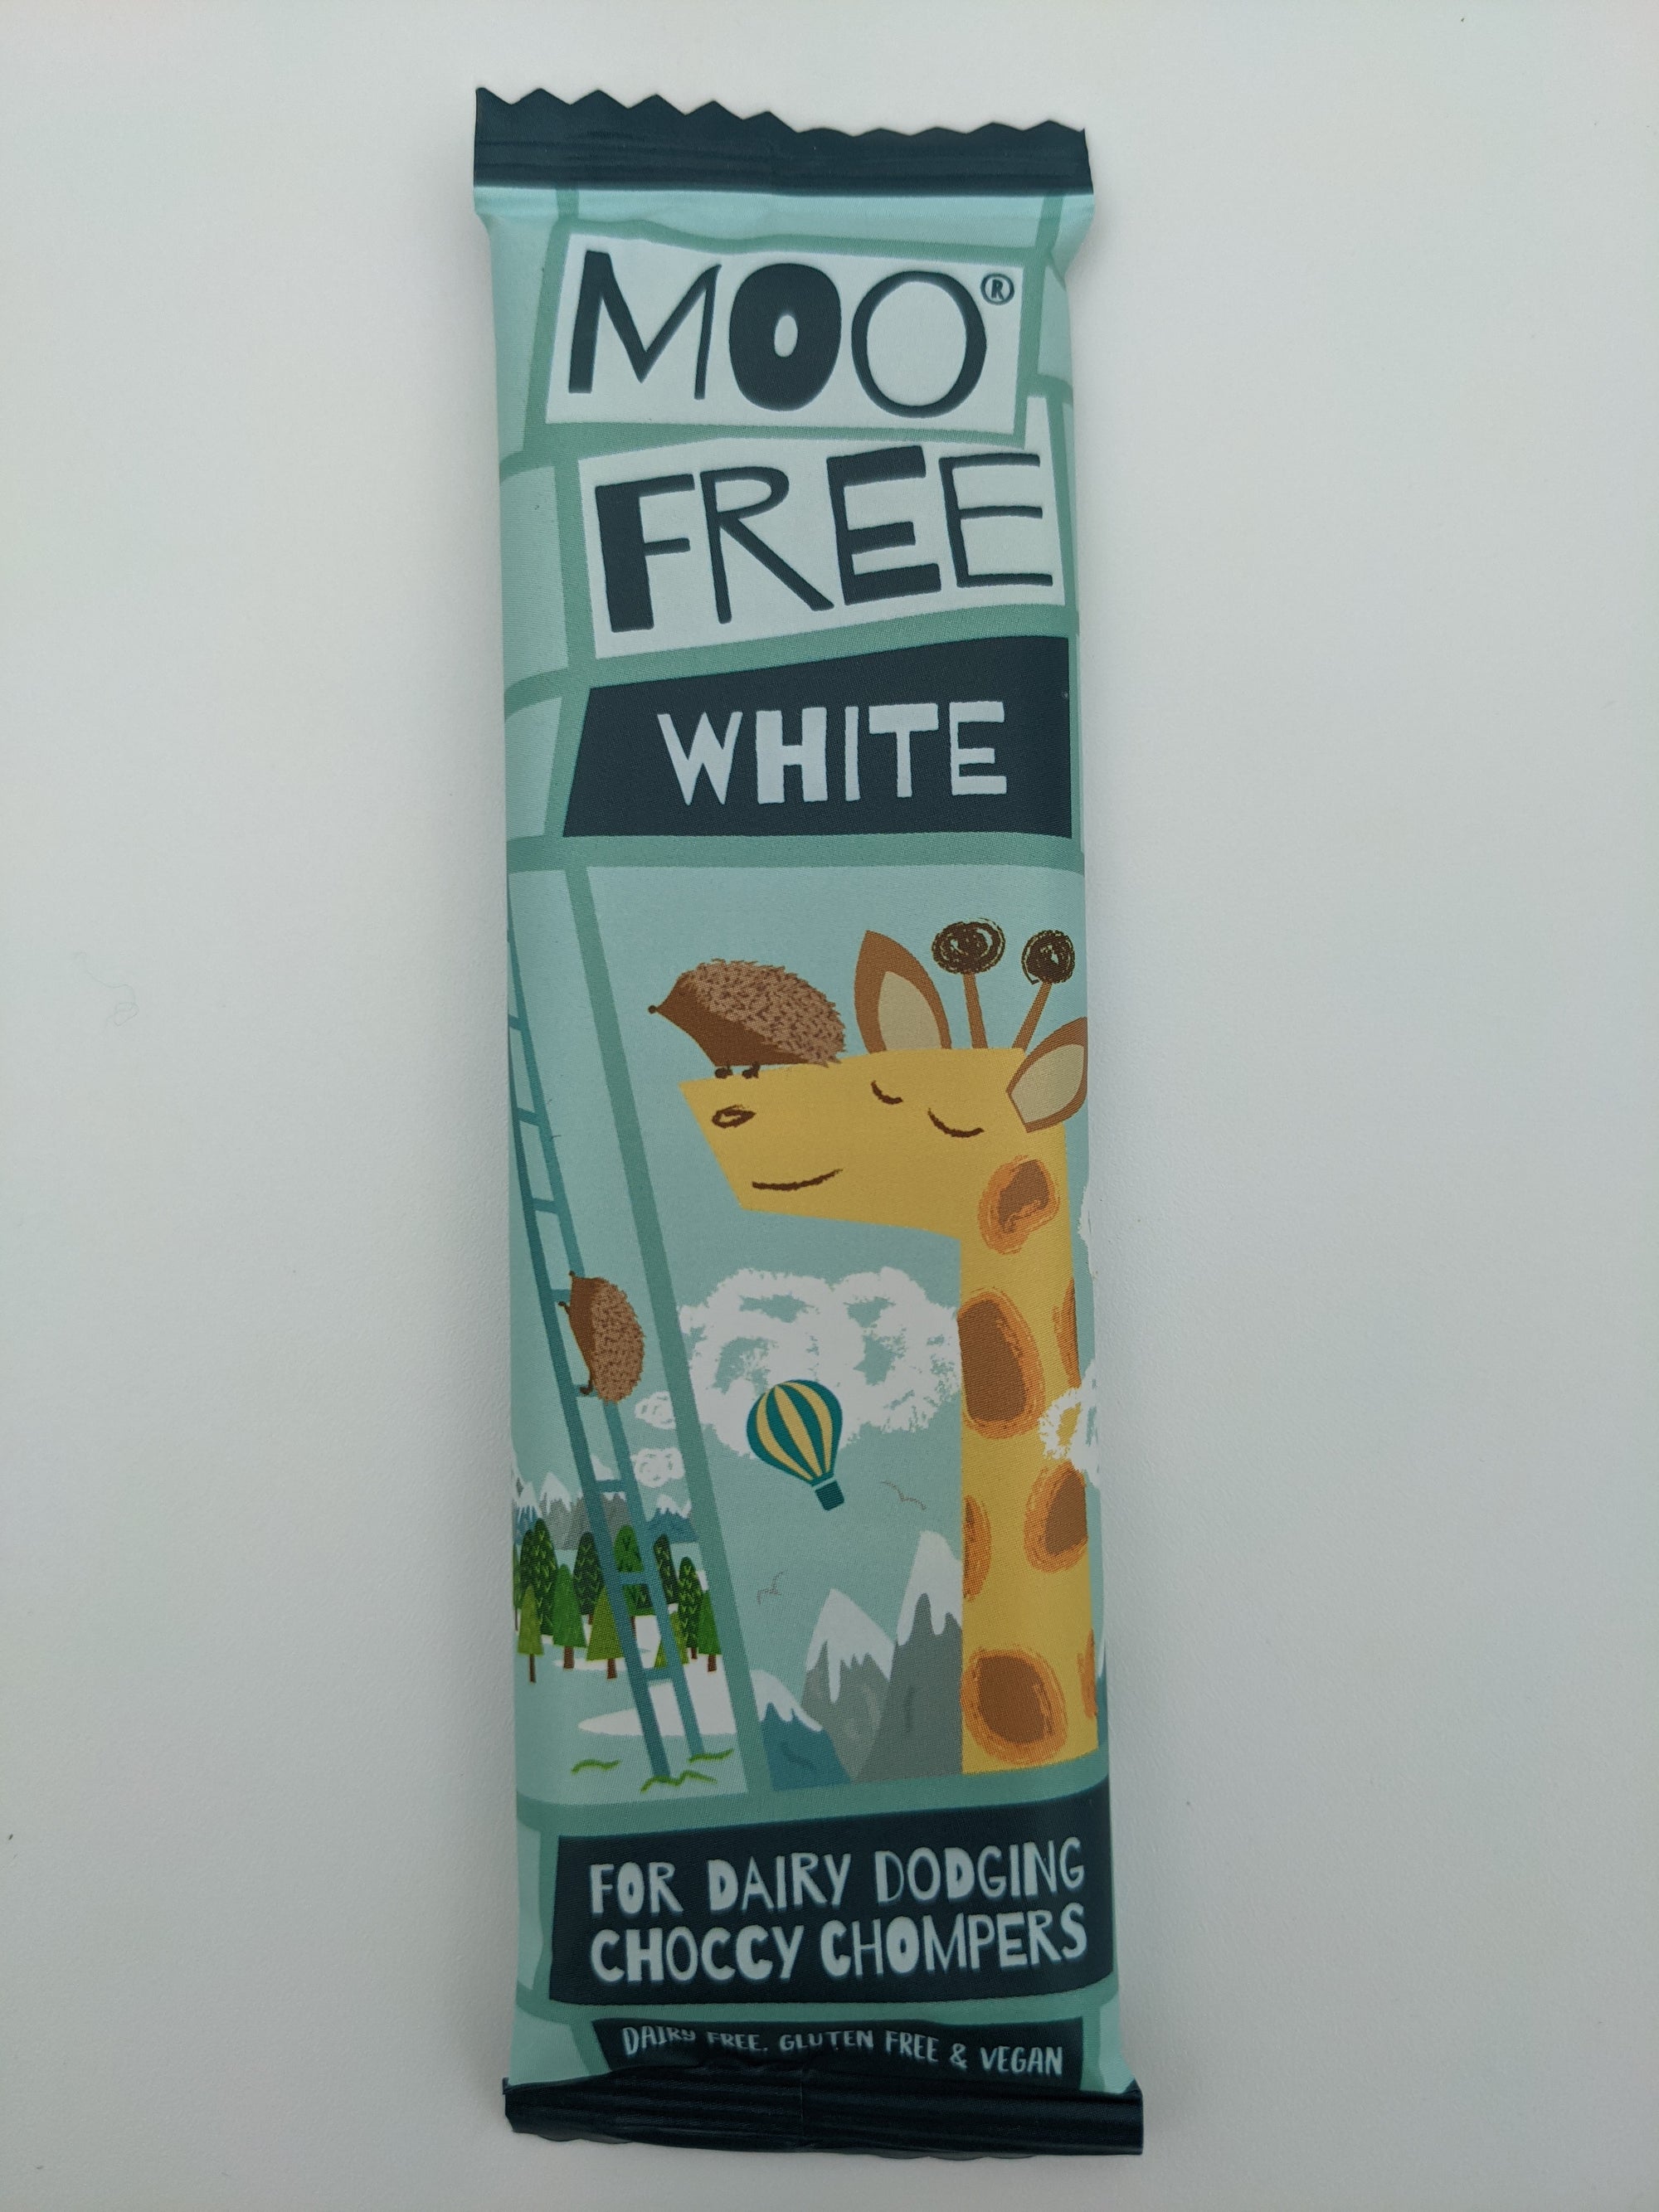 MOO®
FREE
WHITE
FOR DAIRY DODGING
CHOCCY CHOMPERS
DAIRY FREE, GLUTEN FREE & VEGAN